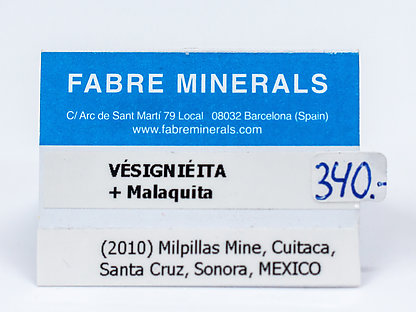 FABRE MINERALS
C/ Arc de Sant Martí 79 Local 08032 Barcelona (Spain)
www.fabreminerals.com
VÉSIGNIÉITA
+ Malaquita
340.-
(2010) Milpillas Mine, Cuitaca,
Santa Cruz, Sonora, MEXICO